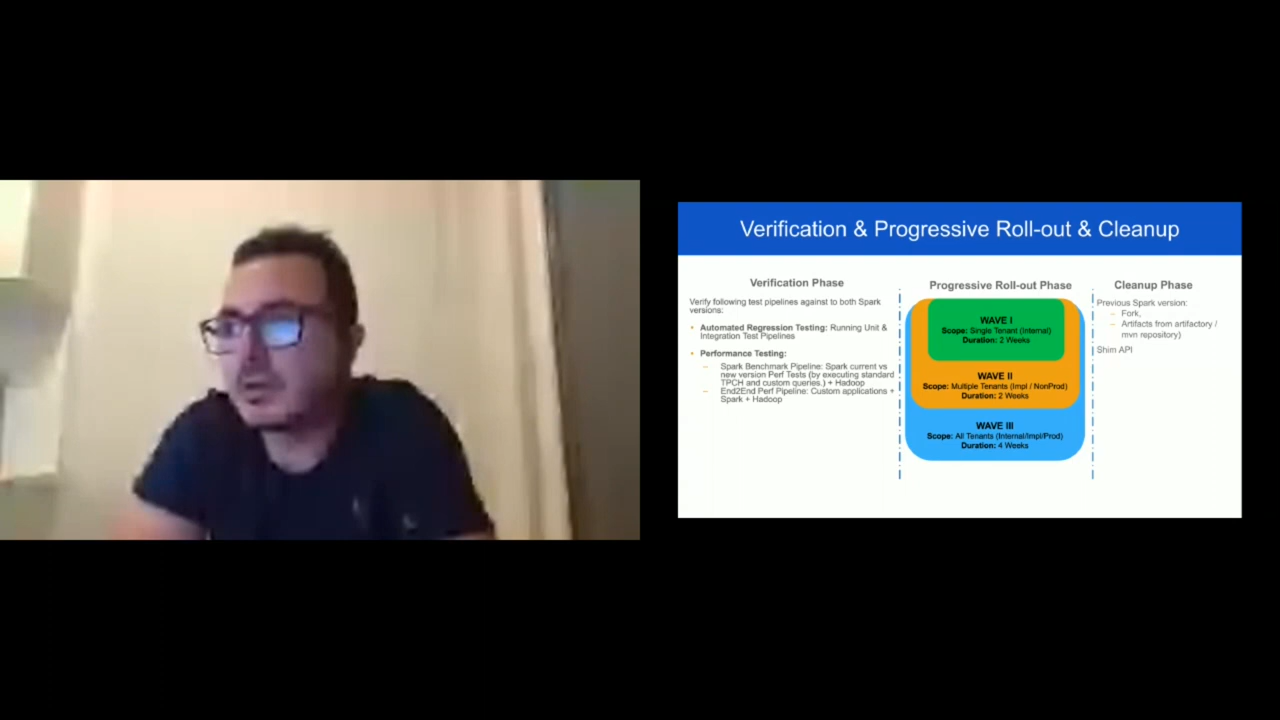 Verification & Progressive Roll-out & Cleanup
Verification Phase
Verify following test pipelines against to both Spark
versions:
• Automated Regression Testing: Running Unit &
Integration Test Pipelines
• Performance Testing:
– Spark Benchmark Pipeline: Spark current vs
new version Perf Tests (by executing standard
TPCH and custom queries.) + Hadoop
– End2End Perf Pipeline: Custom applications +
Spark + Hadoop
Progressive Roll-out Phase
WAVE I
Scope: Single Tenant (Internal)
Duration: 2 Weeks
WAVE II
Scope: Multiple Tenants (Impl / NonProd)
Duration: 2 Weeks
WAVE III
Scope: All Tenants (Internal/Impl/Prod)
Duration: 4 Weeks
Cleanup Phase
Previous Spark version:
– Fork,
– Artifacts from artifactory /
mvn repository)
Shim API